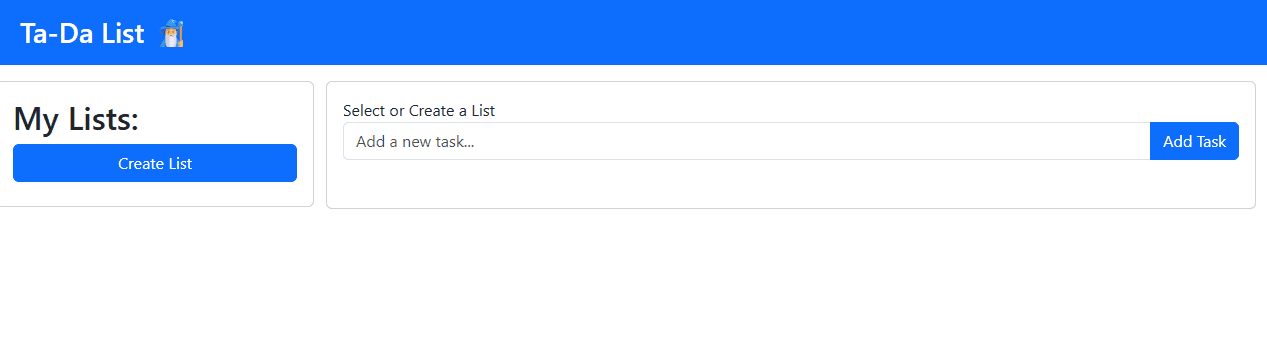 Ta-Da List 🧙‍♂️
My Lists:
Create List
Select or Create a List
Add a new task...
Add Task